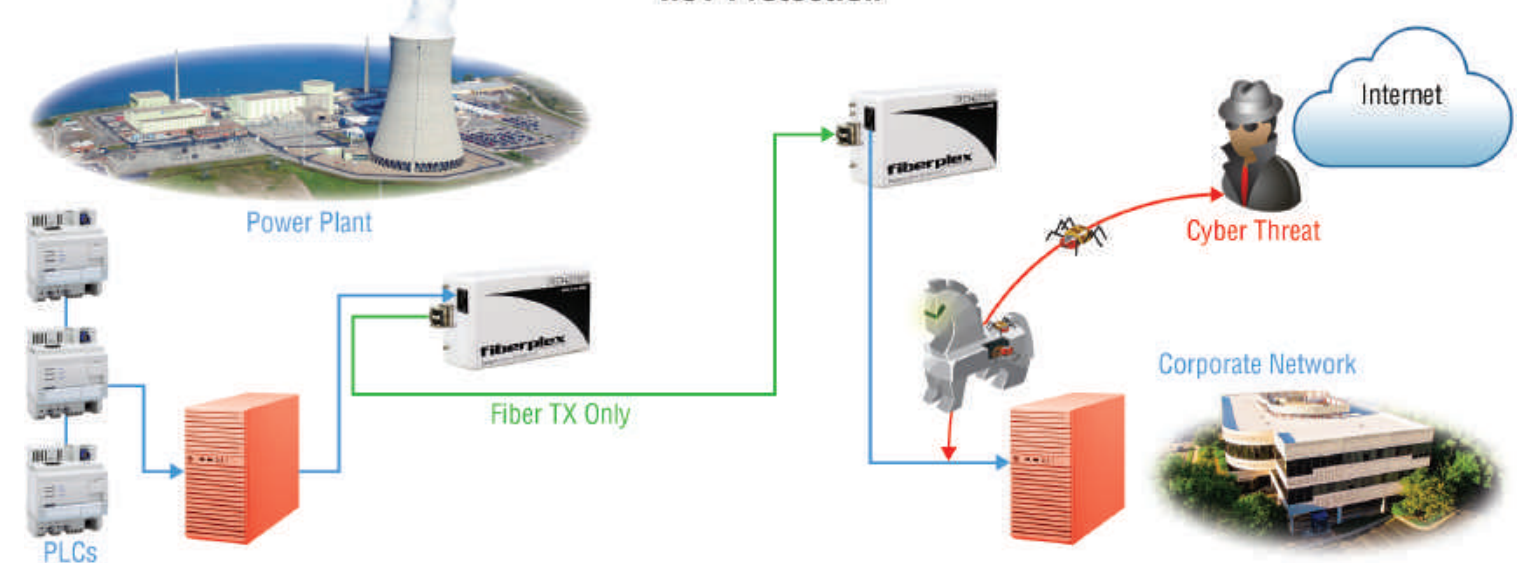 Internet
Power Plant
fiberplex
Cyber Threat
fiberplex
Corporate Network
Fiber TX Only
PLCs